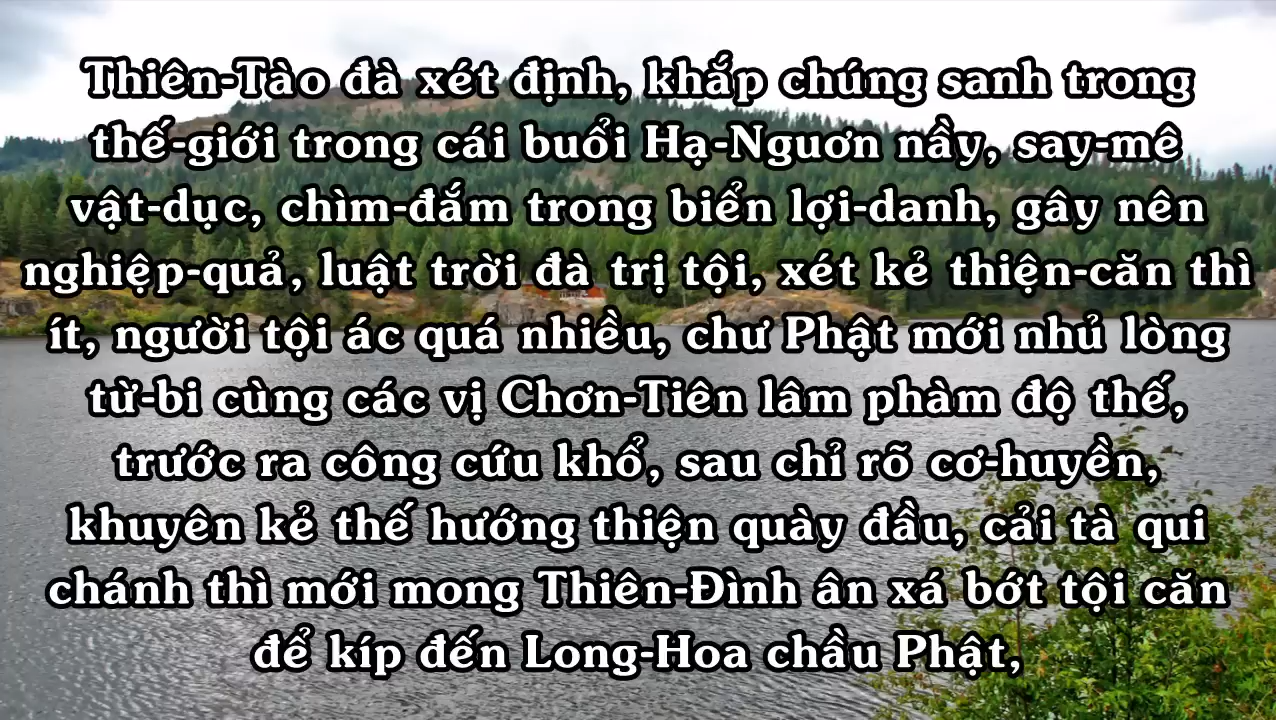 Thiên-Tào đà xét định, khắp chúng sanh trong
thế-giới trong cái buổi Hạ-Nguơn nầy, say-mê
vật-dục, chìm-đắm trong biển lợi-danh, gây nên
nghiệp-quả, luật trời đà trị tội, xét kẻ thiện-căn thì
ít, người tội ác quá nhiều, chư Phật mới nhủ lòng
từ-bi cùng các vị Chơn-Tiên lâm phàm độ thế,
trước ra công cứu khổ, sau chỉ rõ cơ-huyền,
khuyên kẻ thế hướng thiện quày đầu, cải tà qui
chánh thì mới mong Thiên-Đình ân xá bớt tội căn
để kíp đến Long-Hoa chầu Phật,